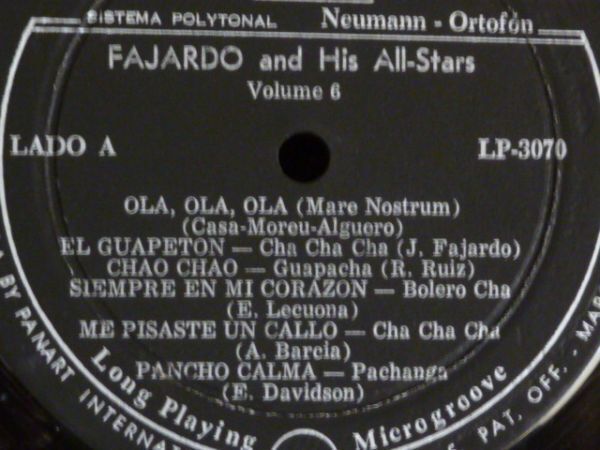 SISTEMA POLYTONAL Neumann - Ortofón
FAJARDO and His All-Stars
Volume 6
LADO A LP-3070
OLA, OLA, OLA (Mare Nostrum)
(Casa-Moreu-Alguero)
EL GUAPETON — Cha Cha Cha (J. Fajardo)
CHAO CHAO — Guapacha (R. Ruiz)
SIEMPRE EN MI CORAZON — Bolero Cha
(E. Lecuona)
ME PISASTE UN CALLO — Cha Cha Cha
(A. Barcia)
PANCHO CALMA — Pachanga
(E. Davidson)
Long Playing Microgroove
BY PANART INTERNAT
PAT. OFF. - MAR